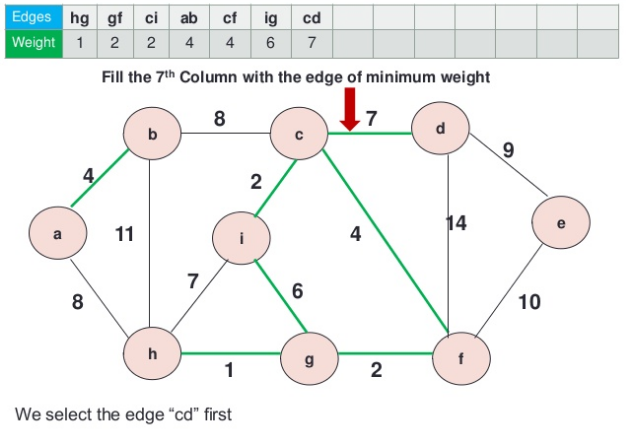 Edges hg gf ci ab cf ig cd
Weight 1 2 2 4 4 6 7
Fill the 7th Column with the edge of minimum weight
8 7
b c d
9
4
2
a 11 i 4 14 e
7 6
8 10
h g f
1 2
We select the edge “cd” first